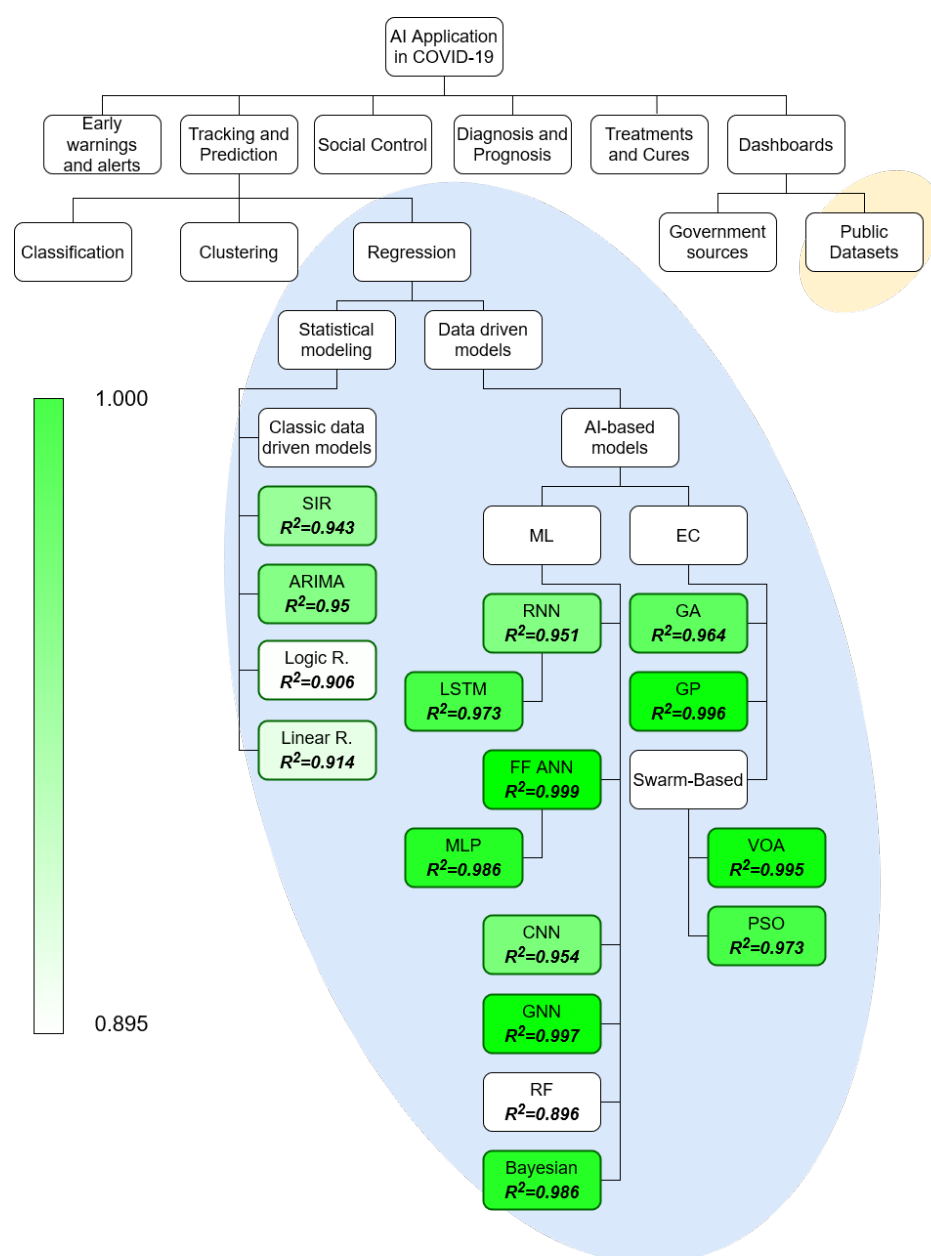 AI Application
in COVID-19
Early
warnings
and alerts
Tracking and
Prediction
Social Control
Diagnosis and
Prognosis
Treatments
and Cures
Dashboards
Classification
Clustering
Regression
Government
sources
Public
Datasets
Statistical
modeling
Data driven
models
1.000
0.895
Classic data
driven models
SIR
R²=0.943
ARIMA
R²=0.95
Logic R.
R²=0.906
Linear R.
R²=0.914
AI-based
models
ML
EC
RNN
R²=0.951
LSTM
R²=0.973
FF ANN
R²=0.999
MLP
R²=0.986
CNN
R²=0.954
GNN
R²=0.997
RF
R²=0.896
Bayesian
R²=0.986
GA
R²=0.964
GP
R²=0.996
Swarm-Based
VOA
R²=0.995
PSO
R²=0.973